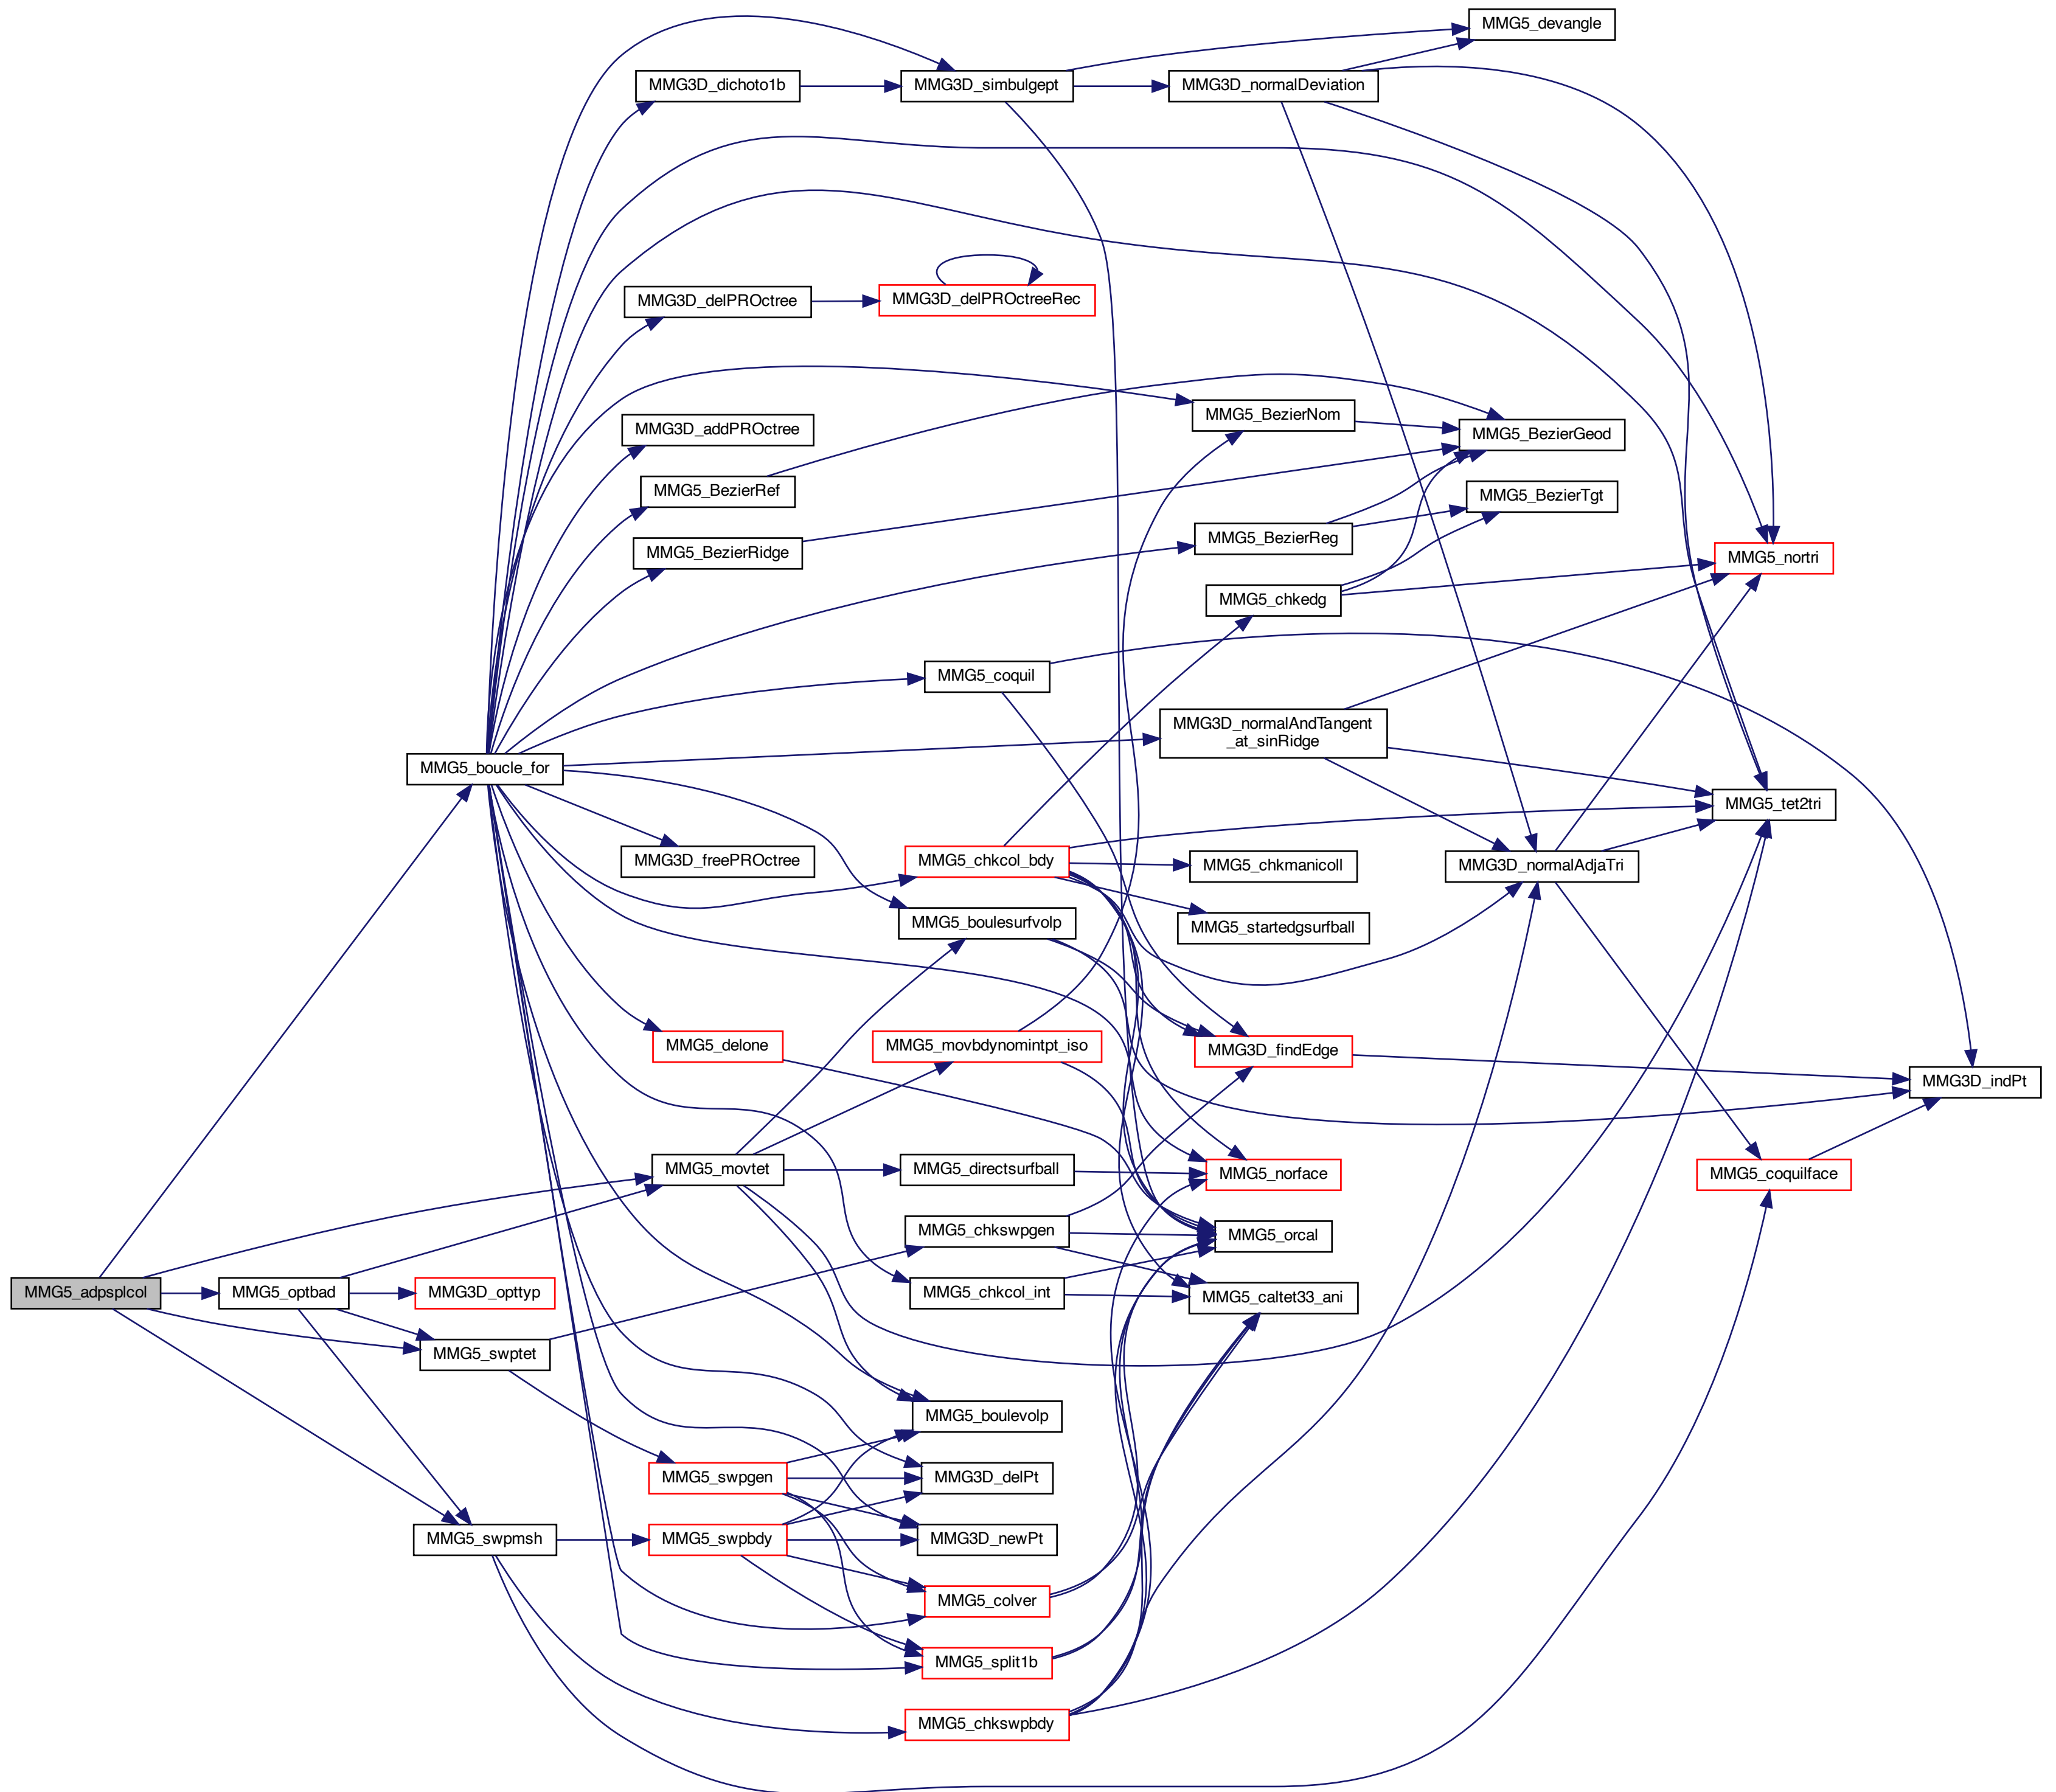 MMG5_devangle
MMG3D_dichoto1b
MMG3D_simbulgept
MMG3D_normalDeviation
MMG3D_delPROctree
MMG3D_delPROctreeRec
MMG3D_addPROctree
MMG5_BezierNom
MMG5_BezierGeod
MMG5_BezierRef
MMG5_BezierTgt
MMG5_BezierRidge
MMG5_BezierReg
MMG5_nortri
MMG5_chkedg
MMG5_coquil
MMG3D_normalAndTangent
_at_sinRidge
MMG5_boucle_for
MMG5_tet2tri
MMG3D_freePROctree
MMG5_chkcol_bdy
MMG5_chkmanicoll
MMG3D_normalAdjaTri
MMG5_boulesurfvolp
MMG5_startedgsurfball
MMG5_delone
MMG5_movbdynomintpt_iso
MMG3D_findEdge
MMG3D_indPt
MMG5_movtet
MMG5_directsurfball
MMG5_norface
MMG5_coquilface
MMG5_chkswpgen
MMG5_orcal
MMG5_adpsplcol
MMG5_optbad
MMG3D_opttyp
MMG5_chkcol_int
MMG5_caltet33_ani
MMG5_swptet
MMG5_boulevolp
MMG5_swpgen
MMG3D_delPt
MMG5_swpmsh
MMG5_swpbdy
MMG3D_newPt
MMG5_colver
MMG5_split1b
MMG5_chkswpbdy